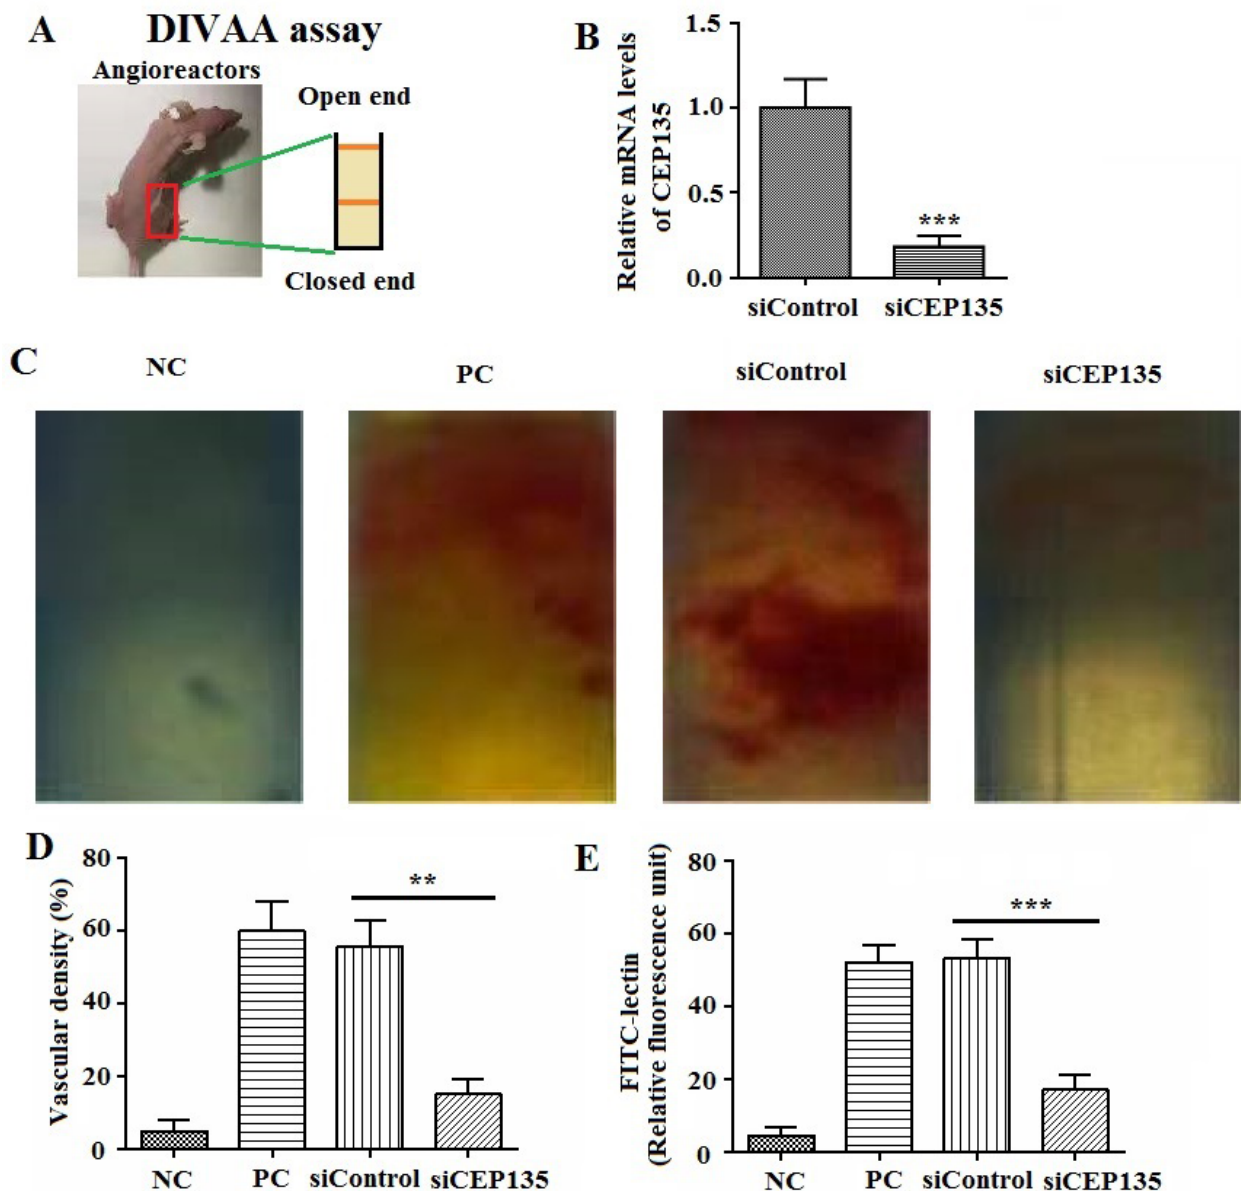 A
DIVAA assay
Angioreactors
Open end
Closed end
B
Relative mRNA levels
of CEP135
1.5
1.0
0.5
0.0
***
siControl
siCEP135
C
NC
PC
siControl
siCEP135
D
Vascular density (%)
80
60
40
20
0
**
NC
PC
siControl
siCEP135
E
FITC-lectin
(Relative fluorescence unit)
80
60
40
20
0
***
NC
PC
siControl
siCEP135